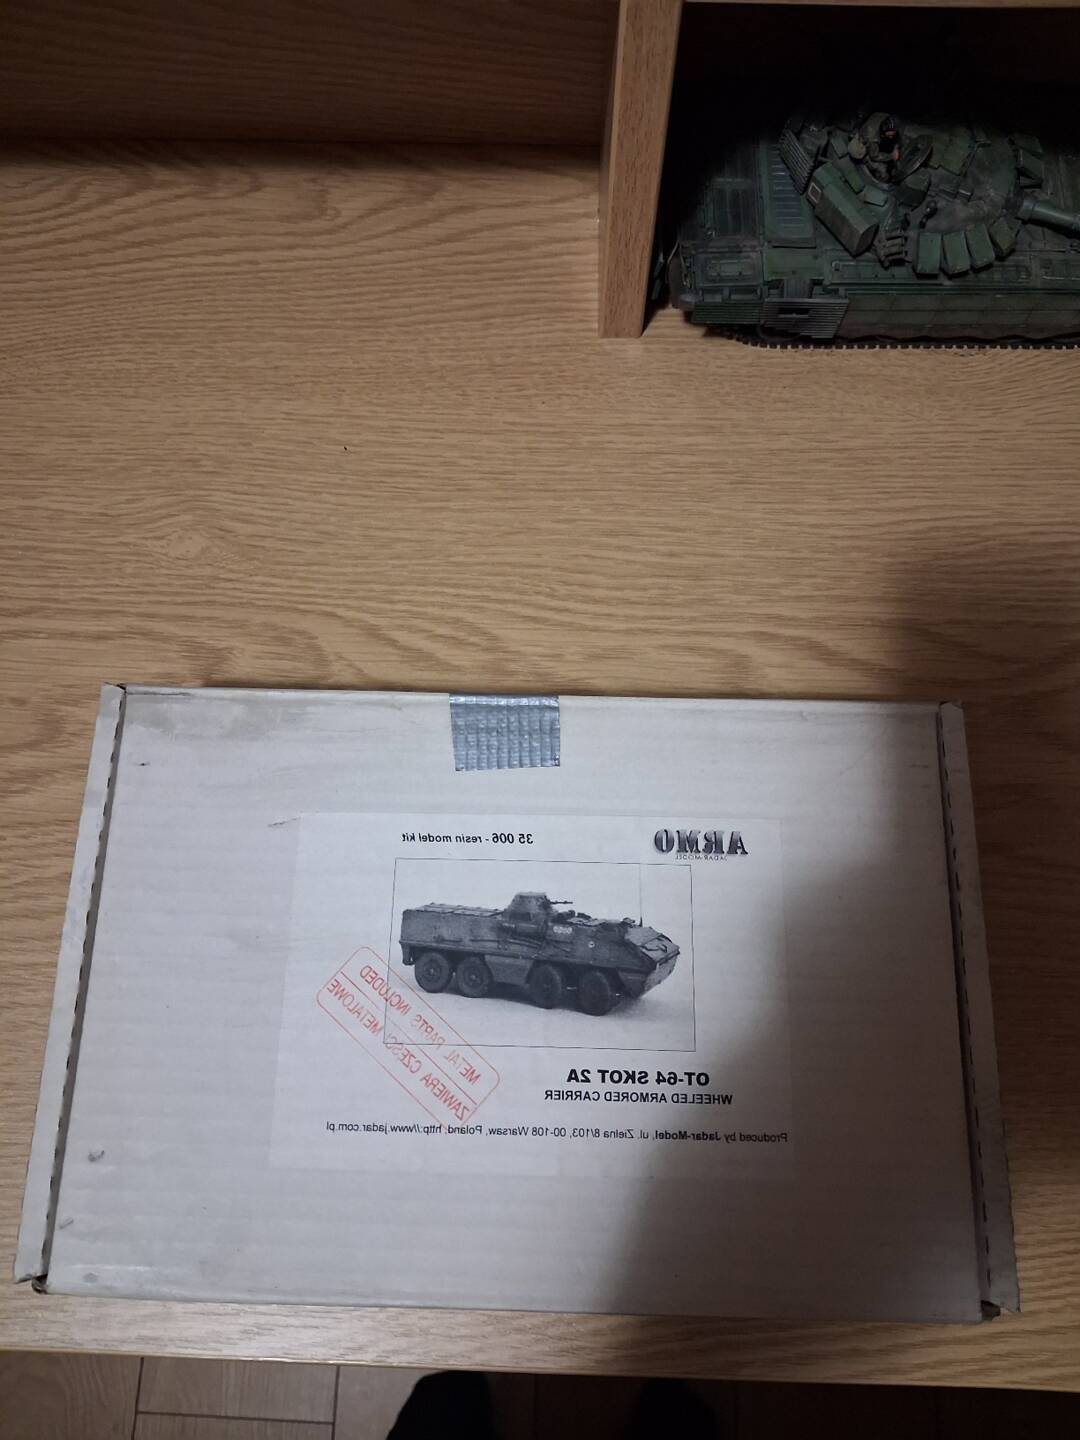 ARMO
JADAR-MODEL
35 006 - resin model kit
METAL PARTS INCLUDED
ZAWIERA CZĘŚCI METALOWE
OT-64 SKOT 2A
WHEELED ARMORED CARRIER
Produced by Jadar-Model, ul. Zielna 8/103, 00-108 Warsaw, Poland; http://www.jadar.com.pl